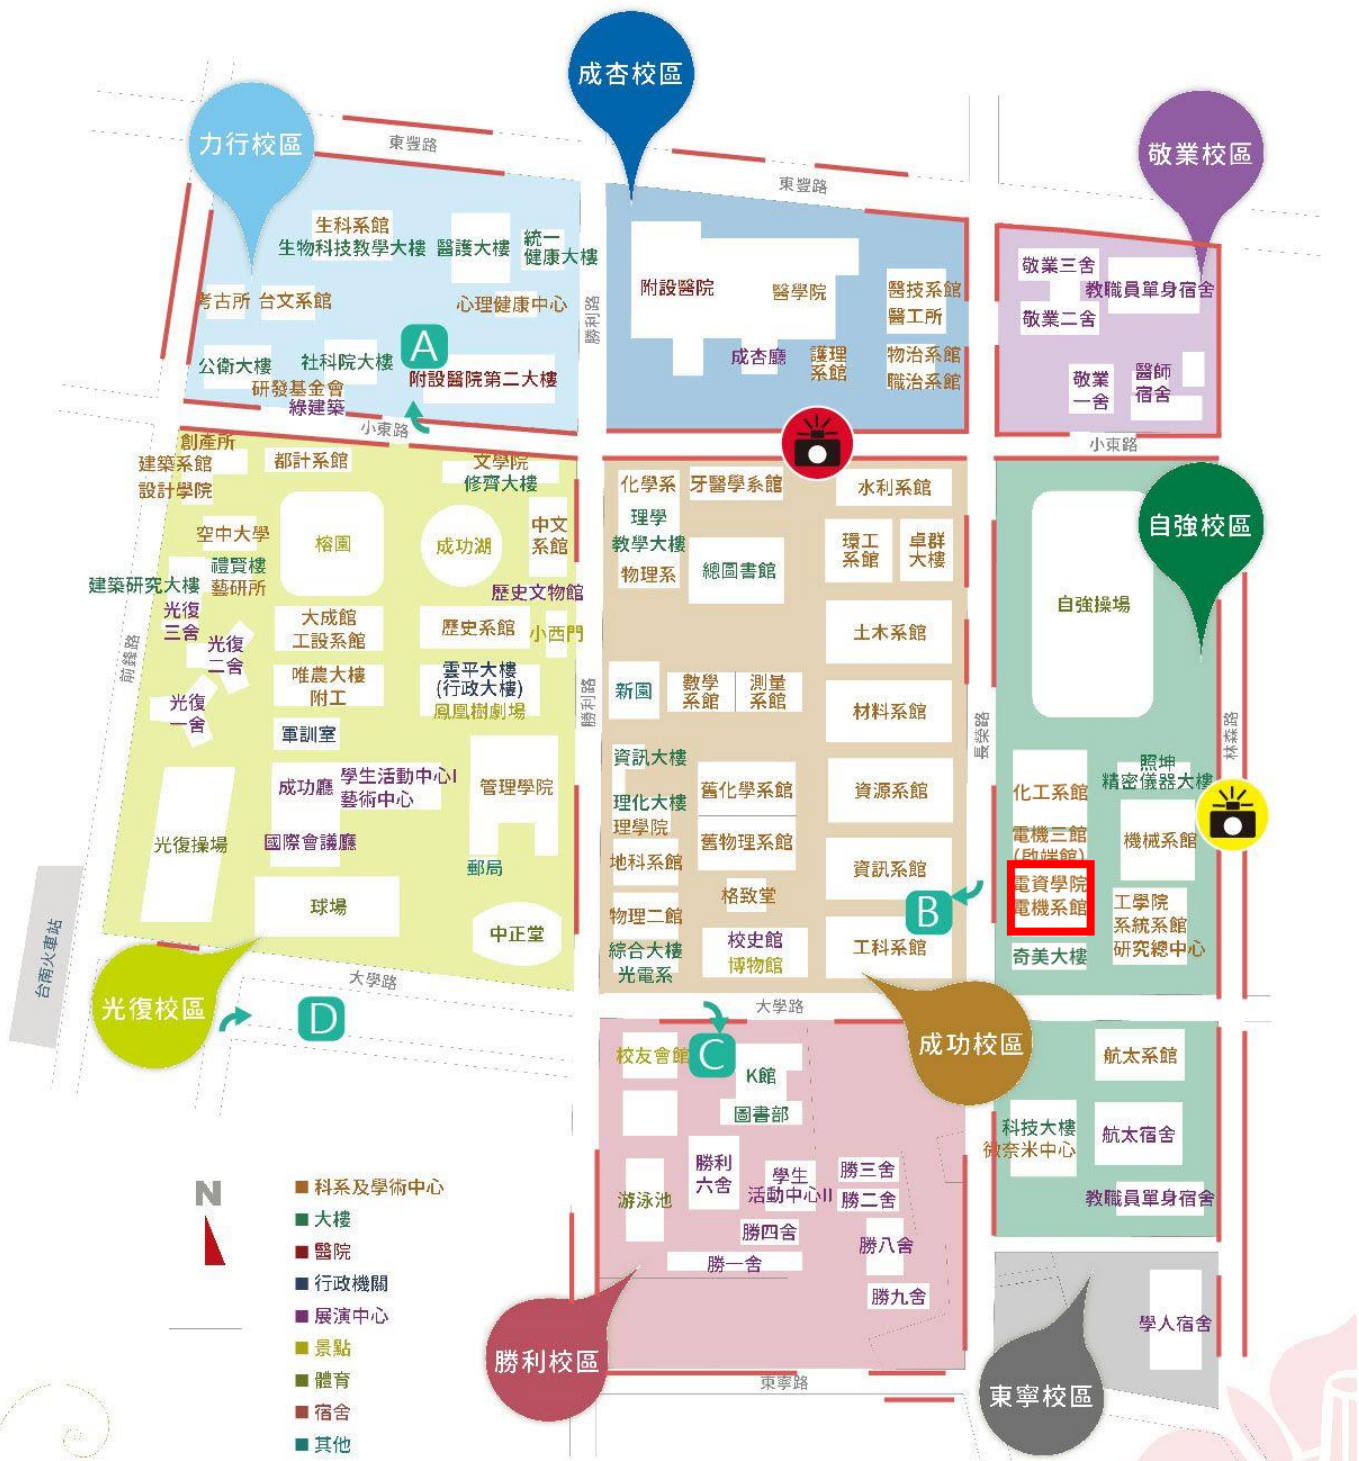 成杏校區
力行校區
敬業校區
東豐路
東豐路
生科系館
生物科技教學大樓
醫護大樓
統一
健康大樓
考古所
台文系館
心理健康中心
公衛大樓
社科院大樓
A
研發基金會
綠建築
附設醫院第二大樓
勝利路
附設醫院
醫學院
醫技系館
醫工所
成杏廳
護理
系館
物治系館
職治系館
敬業三舍
教職員單身宿舍
敬業二舍
敬業
一舍
醫師
宿舍
小東路
小東路
創產所
建築系館
設計學院
都計系館
文學院
修齊大樓
空中大學
榕園
成功湖
中文
系館
禮賢樓
藝研所
建築研究大樓
歷史文物館
光復
三舍
大成館
工設系館
歷史系館
小西門
光復
二舍
唯農大樓
附工
雲平大樓
(行政大樓)
鳳凰樹劇場
光復
一舍
軍訓室
前鋒路
勝利路
成功廳
學生活動中心I
藝術中心
管理學院
國際會議廳
光復操場
郵局
球場
中正堂
台南火車站
光復校區
大學路
D
化學系
牙醫學系館
水利系館
理學
教學大樓
物理系
總圖書館
環工
系館
卓群
大樓
土木系館
新園
數學
系館
測量
系館
材料系館
資訊大樓
理化大樓
理學院
舊化學系館
資源系館
舊物理系館
地科系館
資訊系館
格致堂
B
物理二館
綜合大樓
光電系
校史館
博物館
工科系館
長榮路
自強校區
自強操場
林森路
照坤
精密儀器大樓
化工系館
電機三館
(啟端館)
機械系館
電資學院
電機系館
工學院
系統系館
研究總中心
奇美大樓
大學路
成功校區
C
校友會館
K館
圖書部
勝利
六舍
學生
活動中心II
勝三舍
勝二舍
游泳池
勝四舍
勝八舍
勝一舍
勝九舍
勝利校區
東寧路
航太系館
科技大樓
微奈米中心
航太宿舍
教職員單身宿舍
學人宿舍
東寧校區
N
科系及學術中心
大樓
醫院
行政機關
展演中心
景點
體育
宿舍
其他